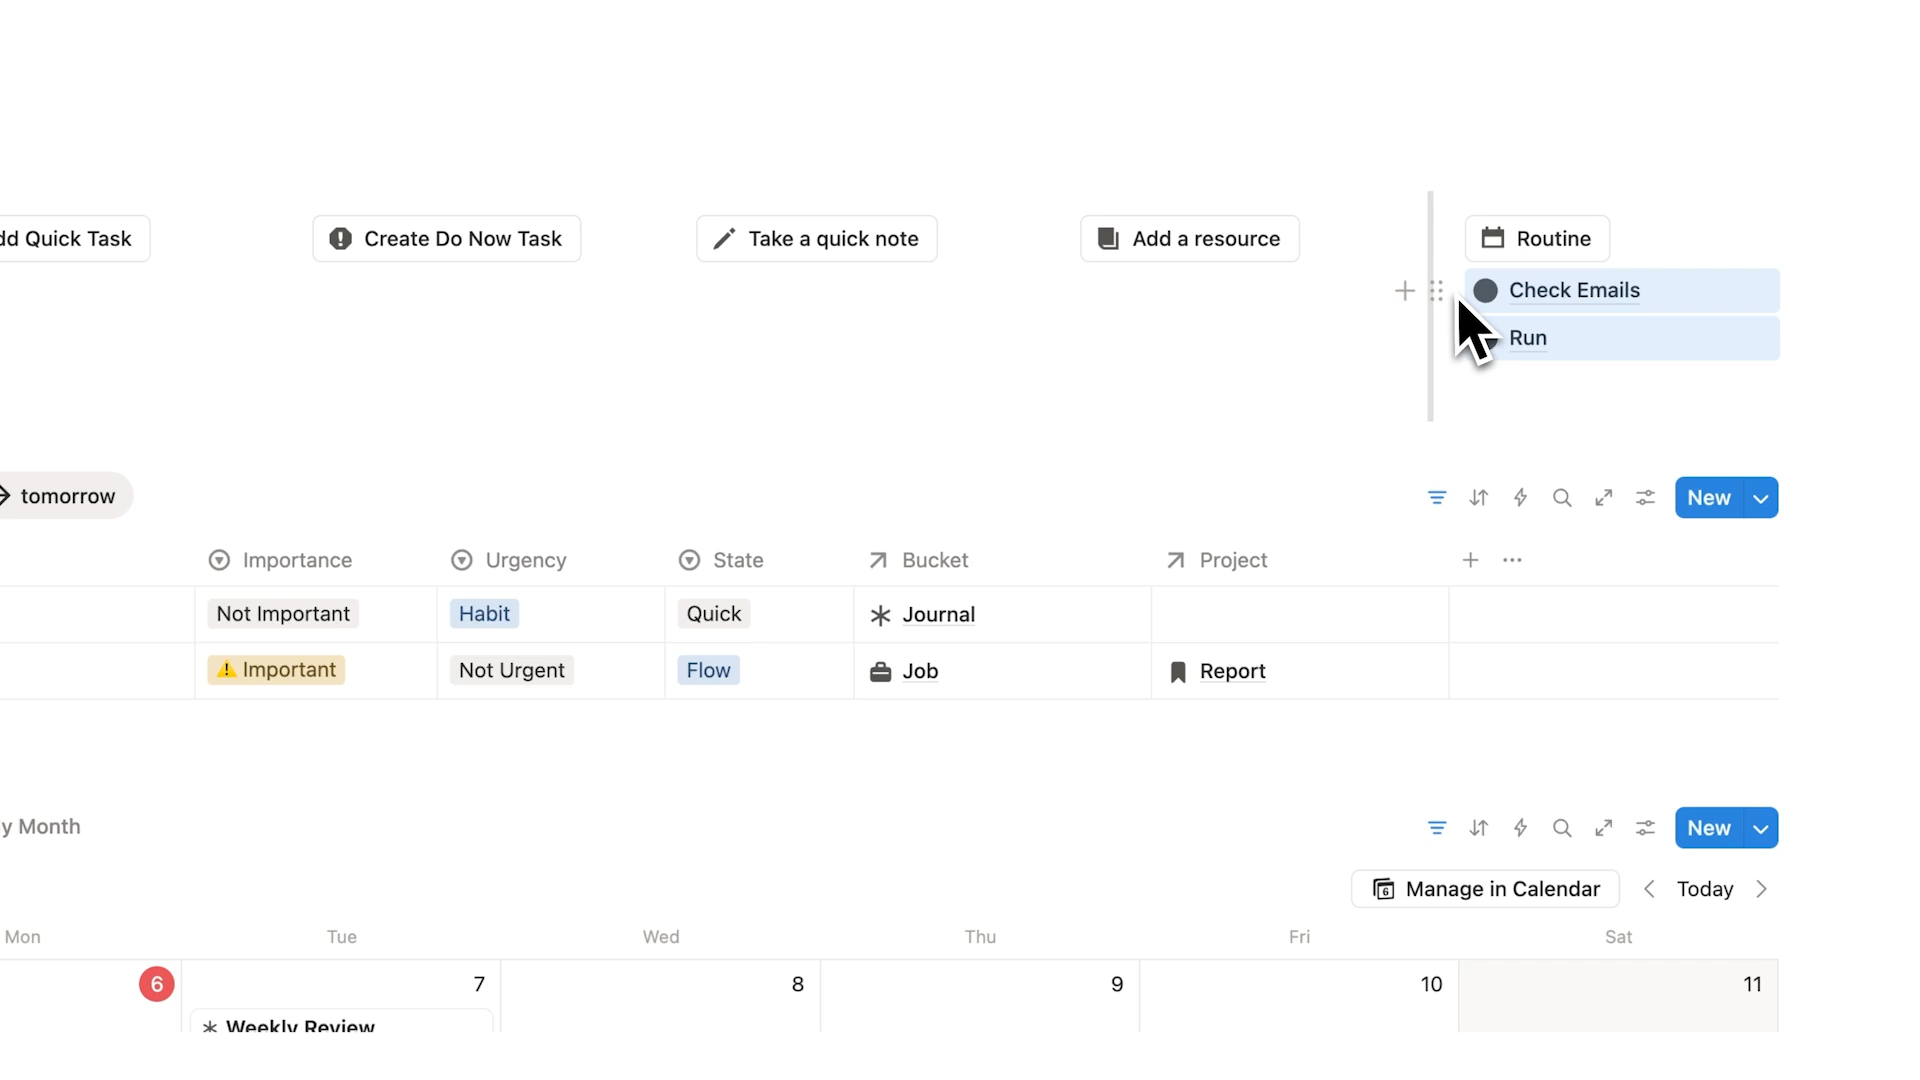 dd Quick Task
Create Do Now Task
Take a quick note
Add a resource
Routine
Check Emails
Run
tomorrow
New
Importance Urgency State Bucket Project
Not Important Habit Quick Journal
Important Not Urgent Flow Job Report
y Month
New
6 Manage in Calendar Today
Mon Tue Wed Thu Fri Sat
6 7 8 9 10 11
Weekly Review